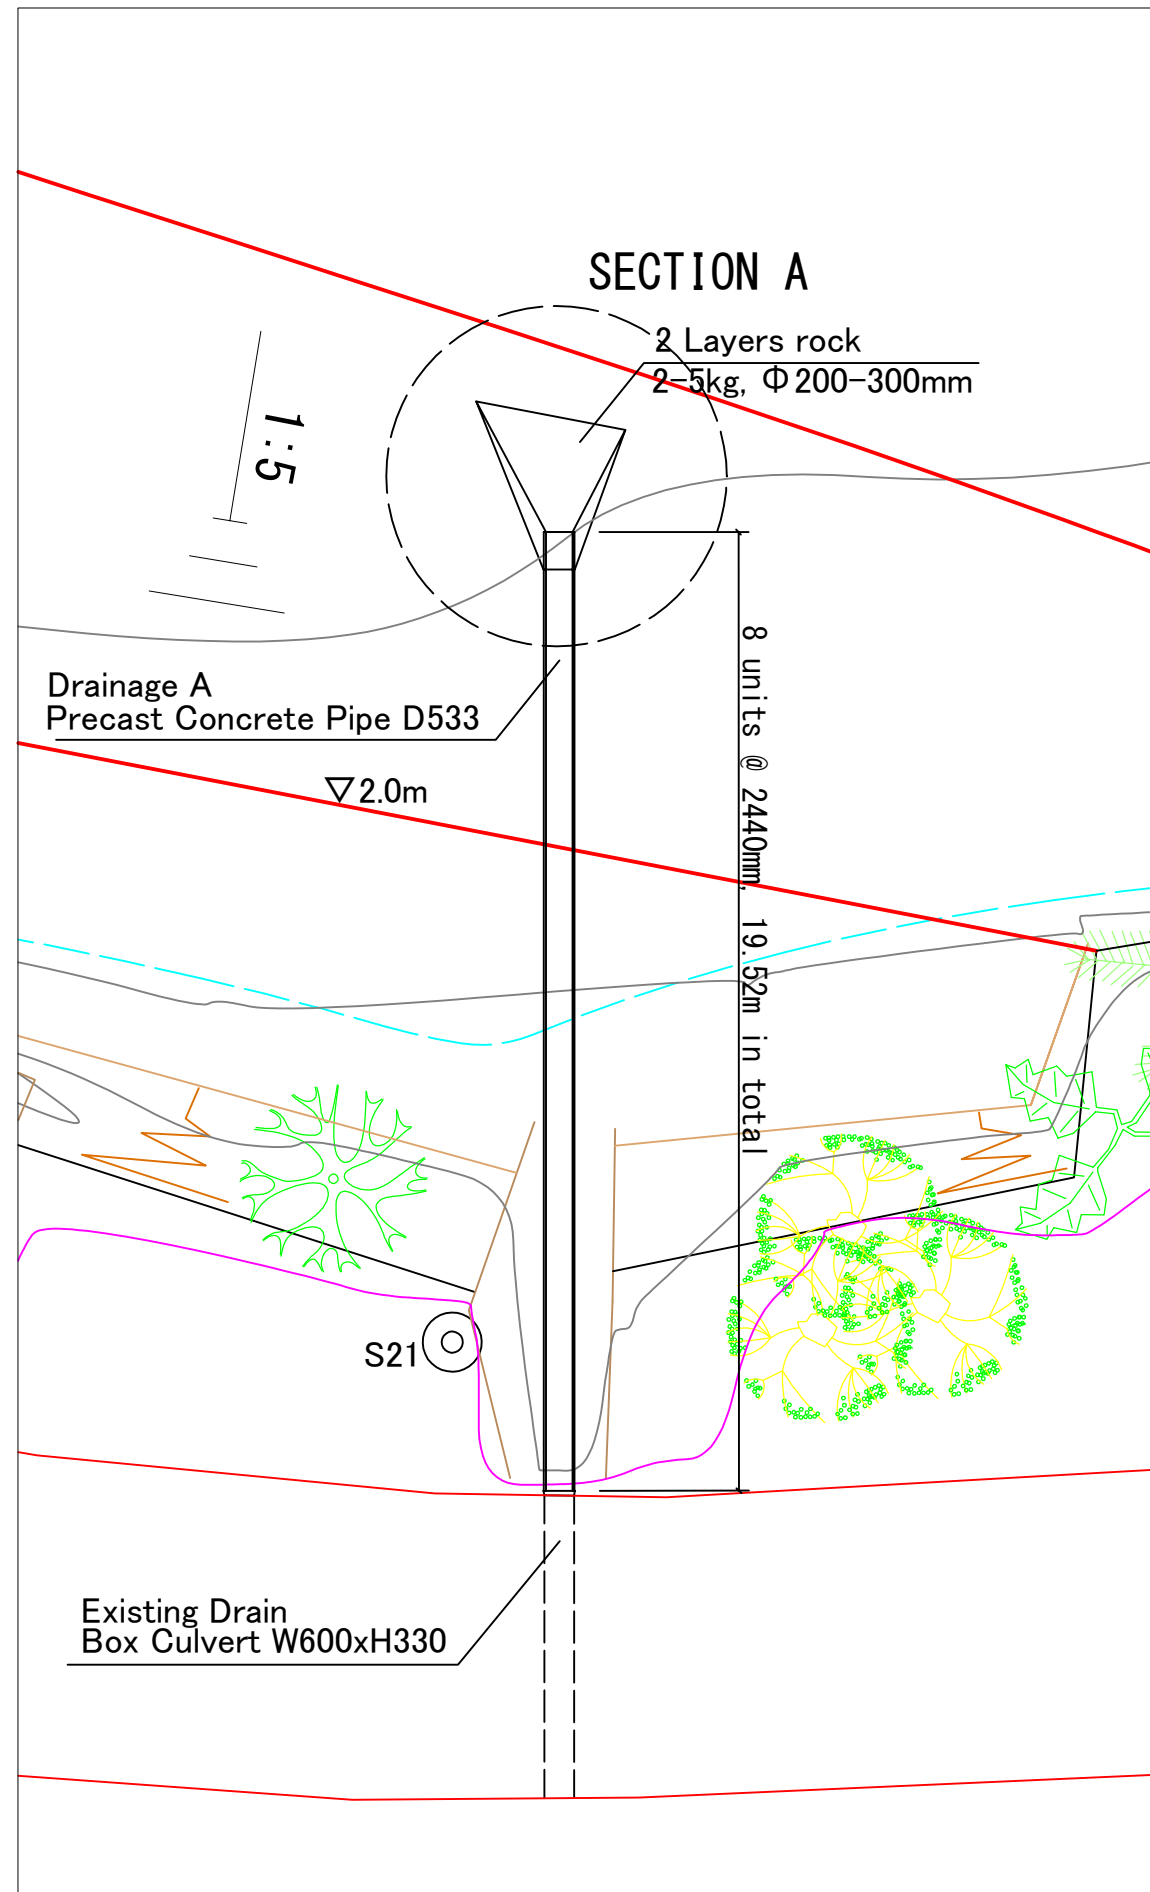 SECTION A
2 Layers rock
2-5kg, Φ200-300mm
1:5
8 units @ 2440mm, 19.52m in total
Drainage A
Precast Concrete Pipe D533
▽2.0m
S21
Existing Drain
Box Culvert W600xH330